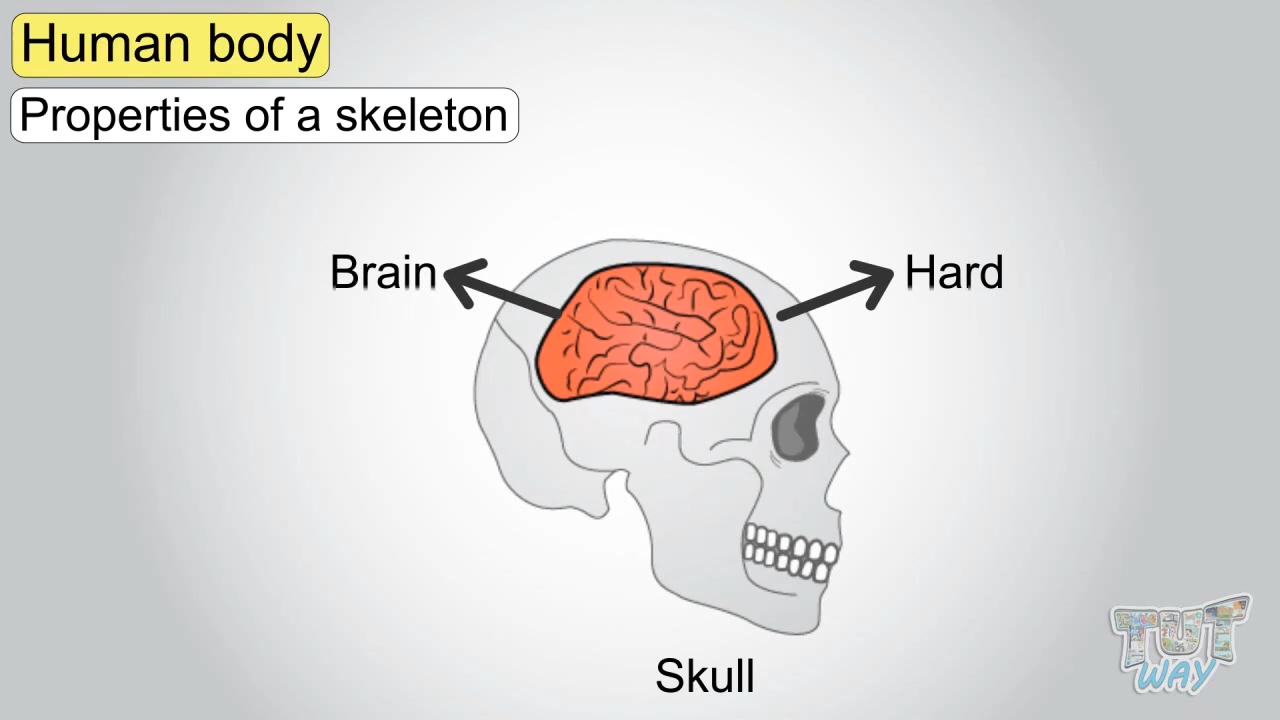 Human body
Properties of a skeleton
Brain
Hard
Skull
TUT
WAY